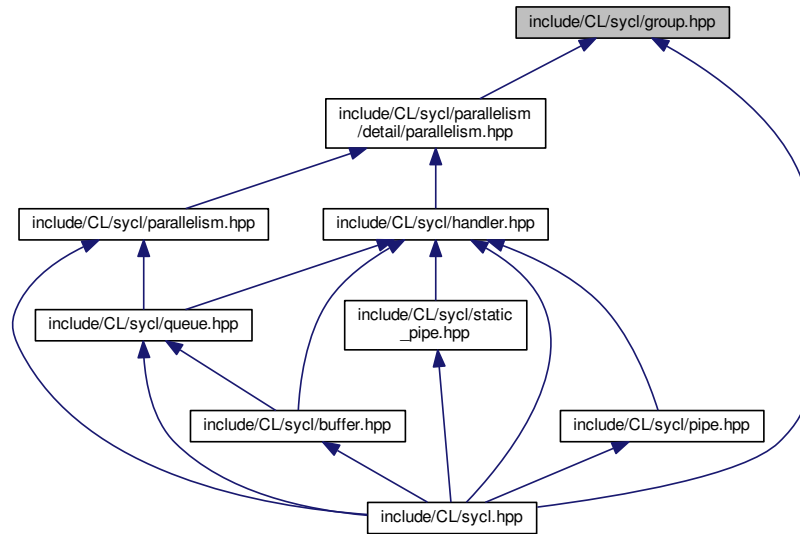 include/CL/sycl/group.hpp
include/CL/sycl/parallelism
/detail/parallelism.hpp
include/CL/sycl/parallelism.hpp
include/CL/sycl/handler.hpp
include/CL/sycl/queue.hpp
include/CL/sycl/static
_pipe.hpp
include/CL/sycl/buffer.hpp
include/CL/sycl/pipe.hpp
include/CL/sycl.hpp